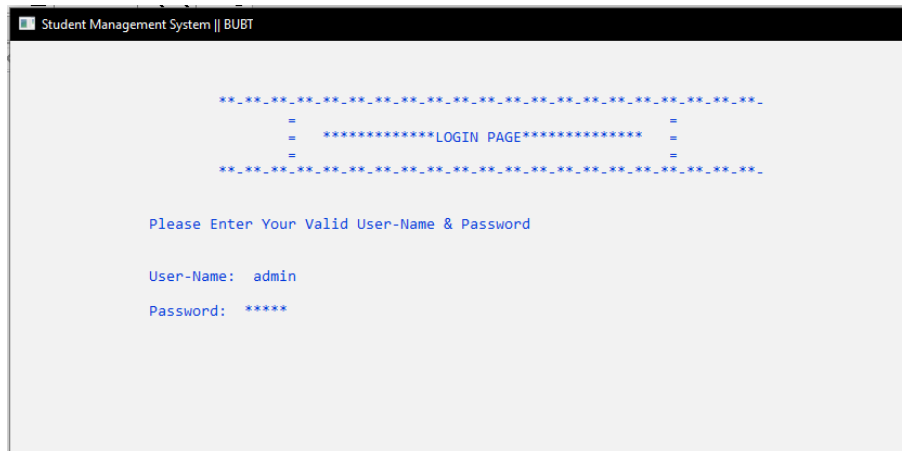 Student Management System || BUBT
**_**_**_**_**_**_**_**_**_**_**_**_**_**_**_**_**_**_**_**_**_
= =
= *************LOGIN PAGE************** =
= =
**_**_**_**_**_**_**_**_**_**_**_**_**_**_**_**_**_**_**_**_**_
Please Enter Your Valid User-Name & Password
User-Name: admin
Password: *****